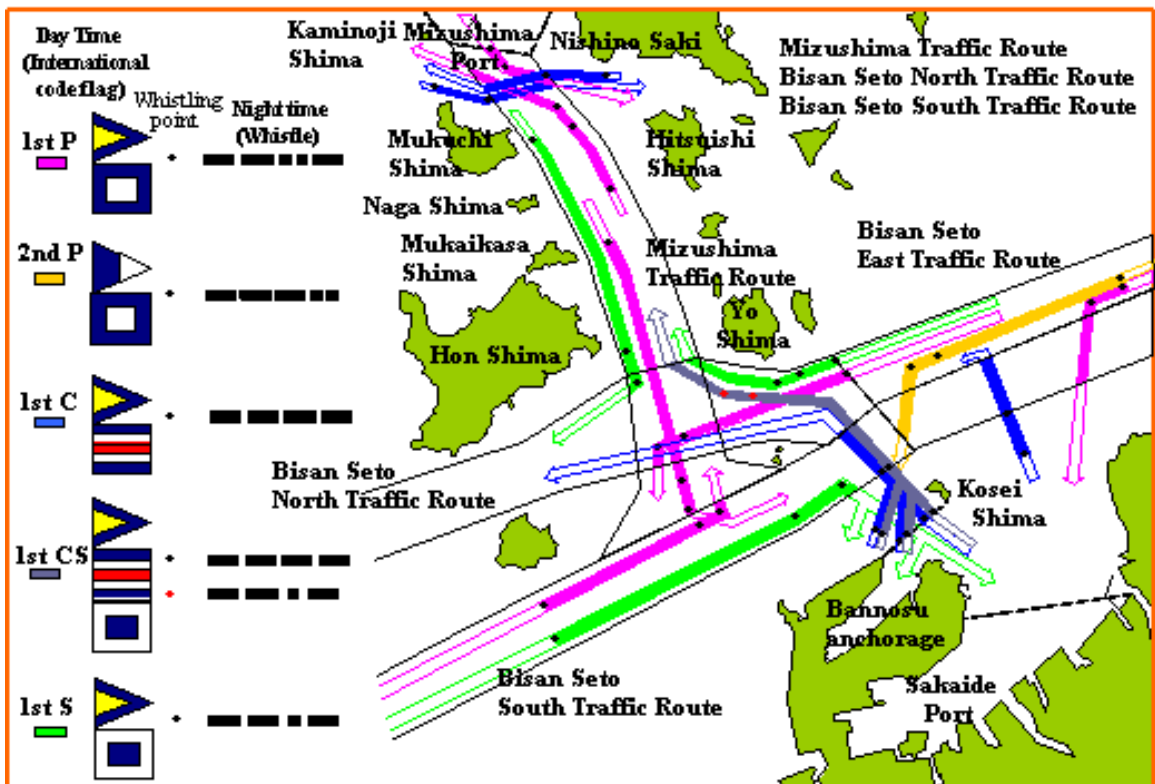 Day Time
(International
code flag)
Whistling
point
Night time
(Whistle)
1st P
2nd P
1st C
1st CS
1st S
Kaminoji
Shima
Mizushima
Port
Nishino Saki
Mizushima Traffic Route
Bisan Seto North Traffic Route
Bisan Seto South Traffic Route
Mukuchi
Shima
Hitsuishi
Shima
Naga Shima
Mukaikasa
Shima
Mizushima
Traffic Route
Bisan Seto
East Traffic Route
Yo
Shima
Hon Shima
Bisan Seto
North Traffic Route
Kosei
Shima
Bannosu
anchorage
Bisan Seto
South Traffic Route
Sakaide
Port